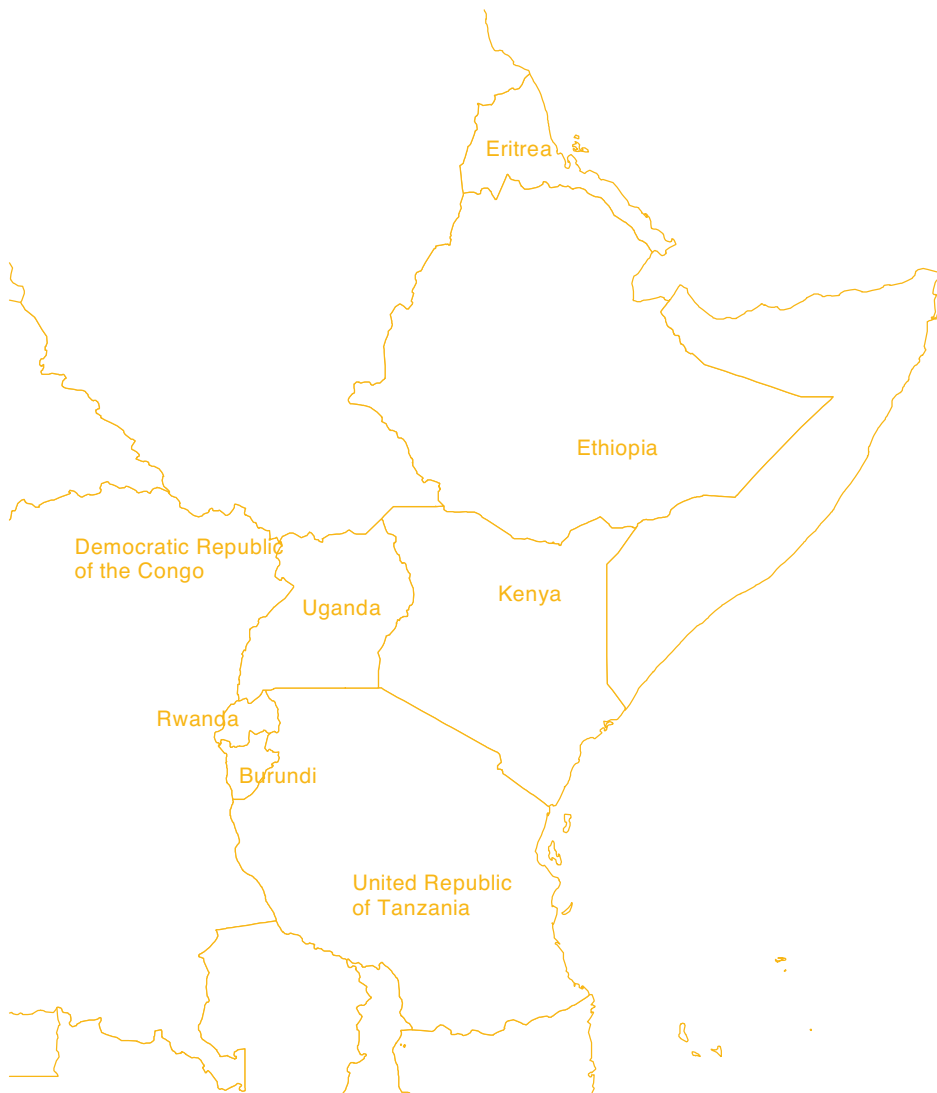 Eritrea
Ethiopia
Democratic Republic
of the Congo
Kenya
Uganda
Rwanda
Burundi
United Republic
of Tanzania